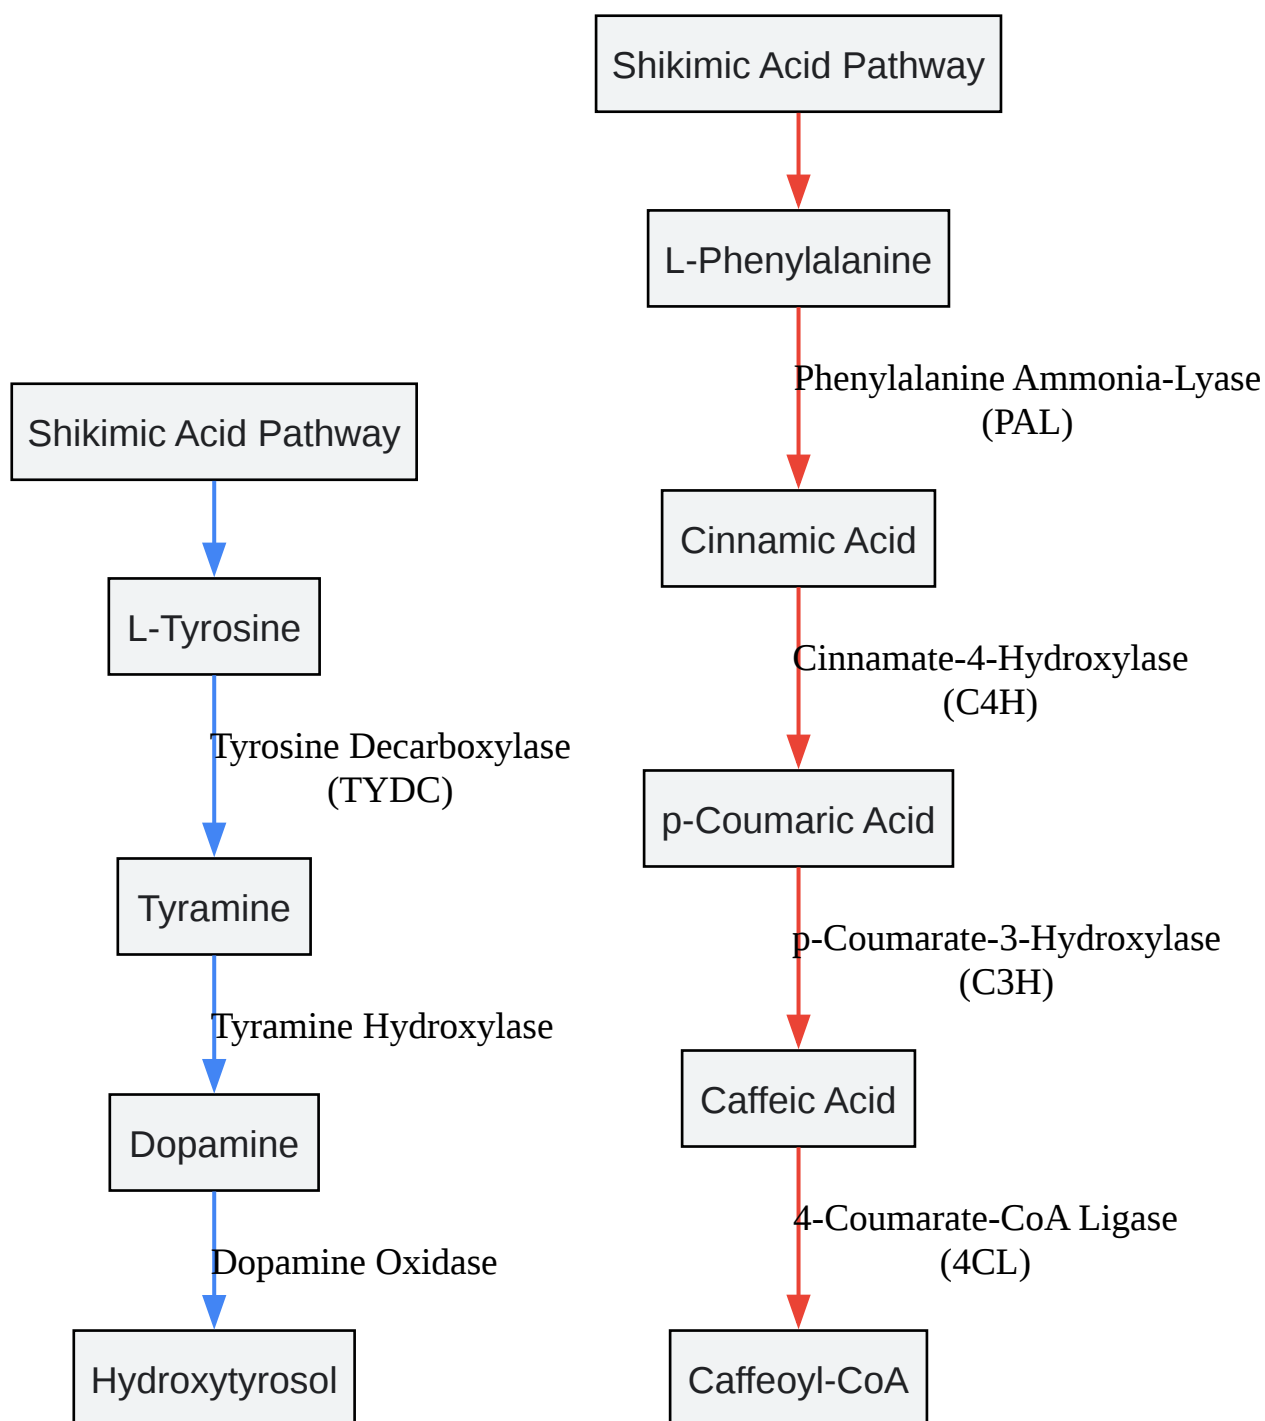 Shikimic Acid Pathway
L-Tyrosine
Tyrosine Decarboxylase
(TYDC)
Tyramine
Tyramine Hydroxylase
Dopamine
Dopamine Oxidase
Hydroxytyrosol
Shikimic Acid Pathway
L-Phenylalanine
Phenylalanine Ammonia-Lyase
(PAL)
Cinnamic Acid
Cinnamate-4-Hydroxylase
(C4H)
p-Coumaric Acid
p-Coumarate-3-Hydroxylase
(C3H)
Caffeic Acid
4-Coumarate-CoA Ligase
(4CL)
Caffeoyl-CoA